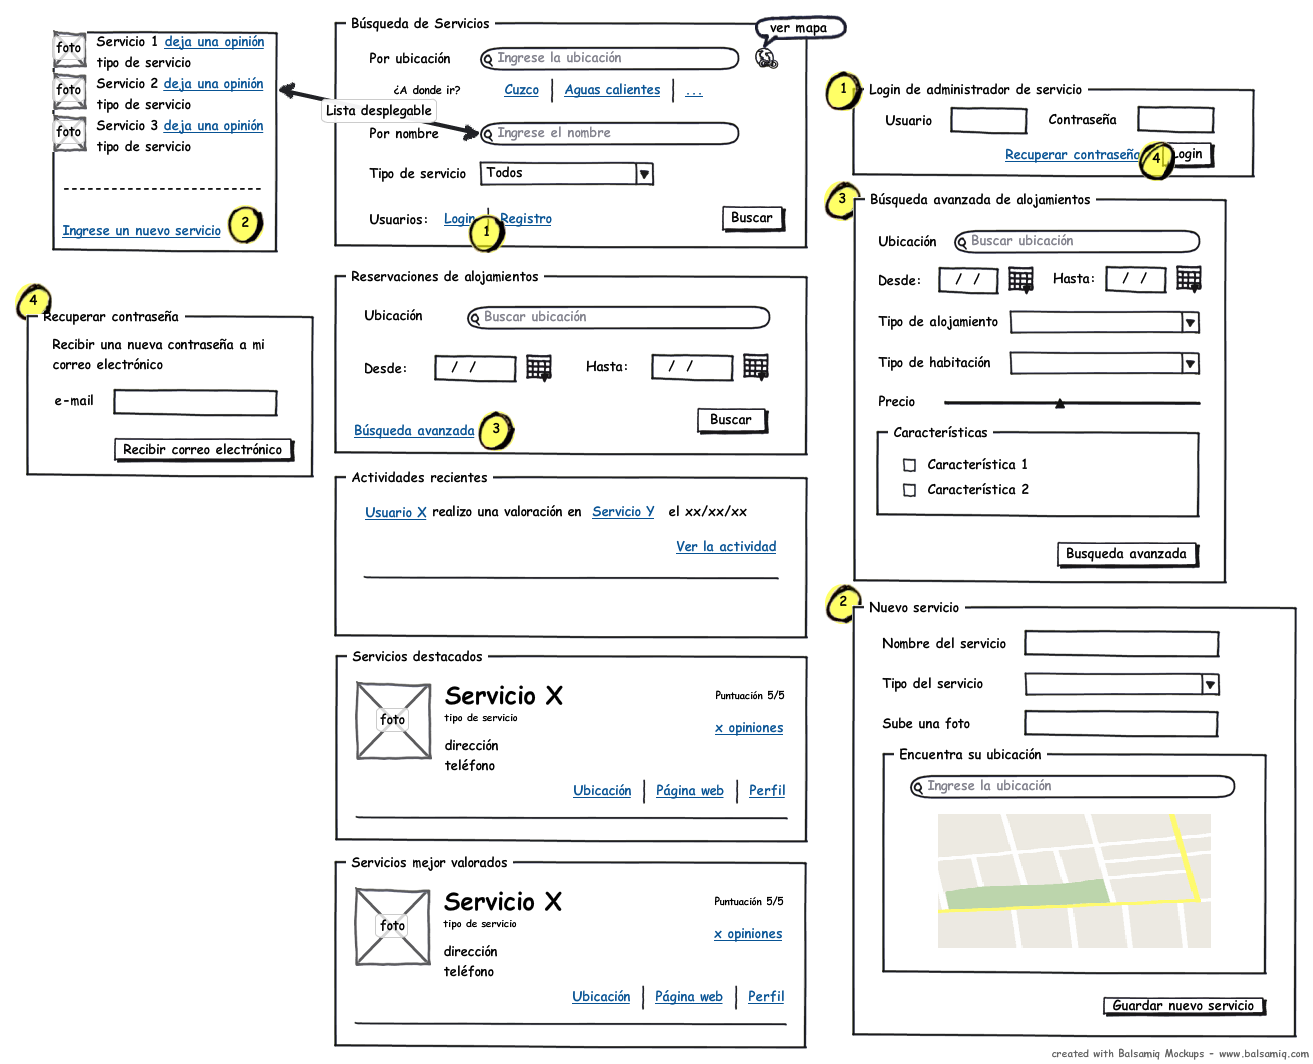 foto
Servicio 1 deja una opinión
tipo de servicio
foto
Servicio 2 deja una opinión
tipo de servicio
foto
Servicio 3 deja una opinión
tipo de servicio
Ingrese un nuevo servicio
2
4
Recuperar contraseña
Recibir una nueva contraseña a mi
correo electrónico
e-mail
Recibir correo electrónico
Búsqueda de Servicios
ver mapa
Por ubicación
Ingrese la ubicación
¿A donde ir?
Cuzco
Aguas calientes
...
Lista desplegable
Por nombre
Ingrese el nombre
Tipo de servicio
Todos
Usuarios:
Login
Registro
1
Buscar
Reservaciones de alojamientos
Ubicación
Buscar ubicación
Desde:
/ /
Hasta:
/ /
Búsqueda avanzada
3
Buscar
Actividades recientes
Usuario X realizo una valoración en Servicio Y el xx/xx/xx
Ver la actividad
Servicios destacados
foto
Servicio X
Puntuación 5/5
tipo de servicio
x opiniones
dirección
teléfono
Ubicación
Página web
Perfil
Servicios mejor valorados
foto
Servicio X
Puntuación 5/5
tipo de servicio
x opiniones
dirección
teléfono
Ubicación
Página web
Perfil
1
Login de administrador de servicio
Usuario
Contraseña
Recuperar contraseña
4
Login
3
Búsqueda avanzada de alojamientos
Ubicación
Buscar ubicación
Desde:
/ /
Hasta:
/ /
Tipo de alojamiento
Tipo de habitación
Precio
Características
Característica 1
Característica 2
Busqueda avanzada
2
Nuevo servicio
Nombre del servicio
Tipo del servicio
Sube una foto
Encuentra su ubicación
Ingrese la ubicación
Guardar nuevo servicio
created with Balsamiq Mockups - www.balsamiq.com